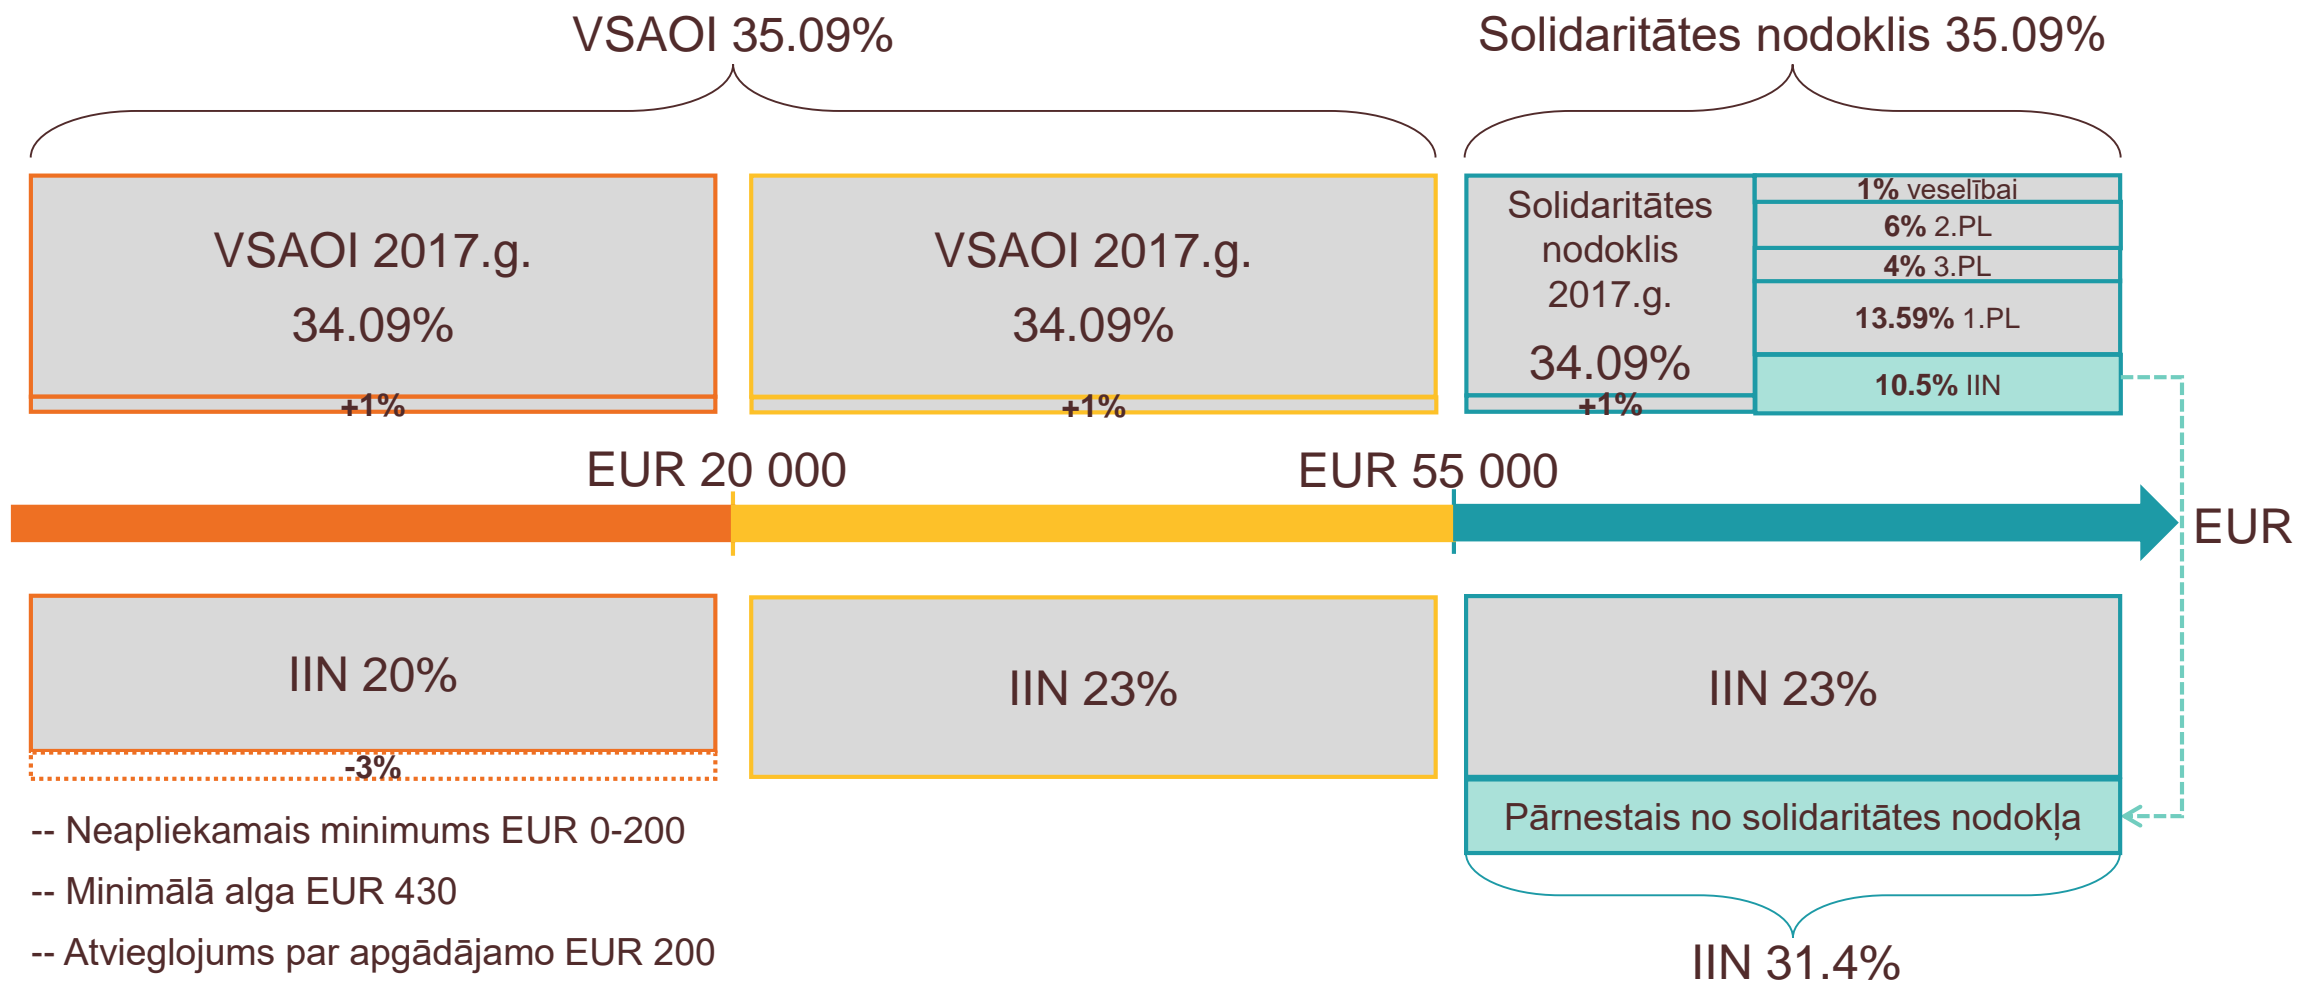 VSAOI 35.09%
Solidaritātes nodoklis 35.09%
VSAOI 2017.g.
34.09%
+1%
VSAOI 2017.g.
34.09%
+1%
Solidaritātes
nodoklis
2017.g.
34.09%
+1%
1% veselībai
6% 2.PL
4% 3.PL
13.59% 1.PL
10.5% IIN
EUR 20 000
EUR 55 000
EUR
IIN 20%
-3%
IIN 23%
IIN 23%
Pārnestais no solidaritātes nodokļa
IIN 31.4%
-- Neapliekamais minimums EUR 0-200
-- Minimālā alga EUR 430
-- Atvieglojums par apgādājamo EUR 200